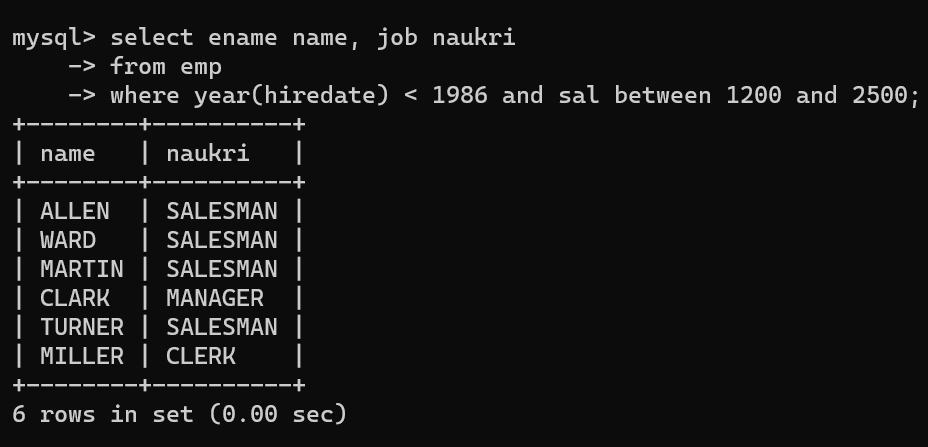 mysql> select ename name, job naukri
    -> from emp
    -> where year(hiredate) < 1986 and sal between 1200 and 2500;
+--------+----------+
| name   | naukri   |
+--------+----------+
| ALLEN  | SALESMAN |
| WARD   | SALESMAN |
| MARTIN | SALESMAN |
| CLARK  | MANAGER  |
| TURNER | SALESMAN |
| MILLER | CLERK    |
+--------+----------+
6 rows in set (0.00 sec)